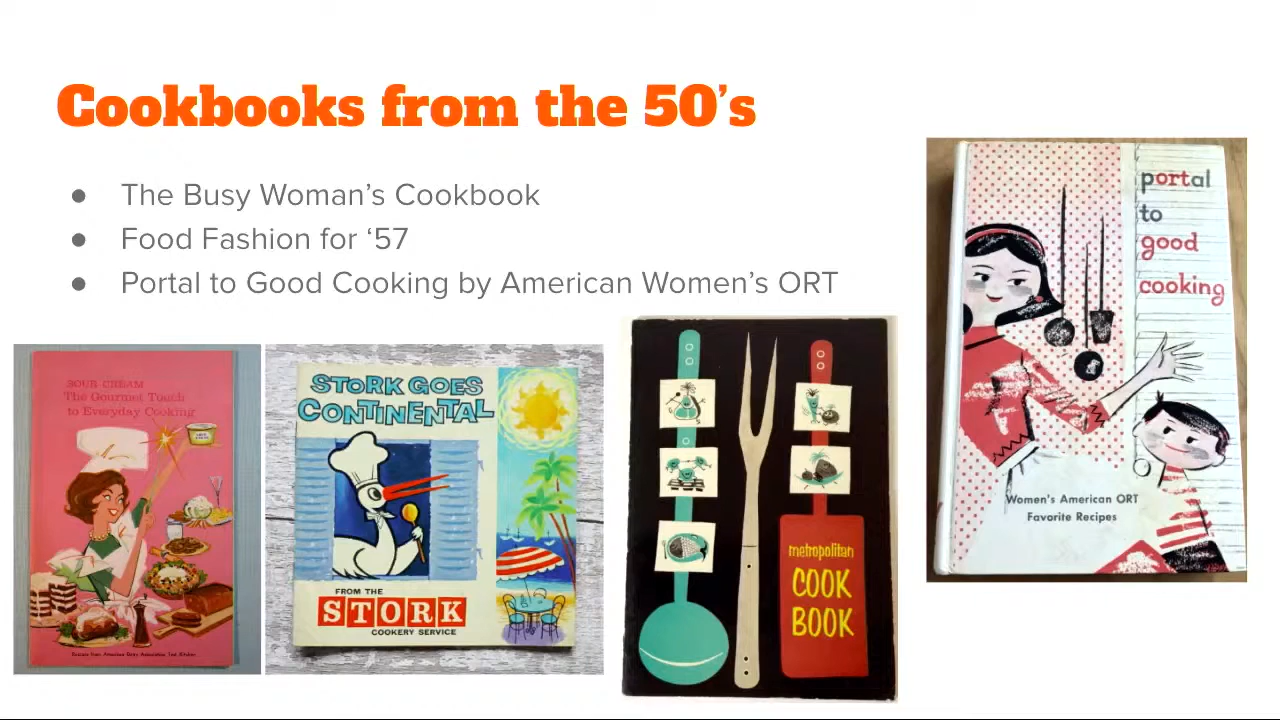 Cookbooks from the 50's
● The Busy Woman's Cookbook
● Food Fashion for ‘57
● Portal to Good Cooking by American Women's ORT
SOUR CREAM
The Gourmet Touch
to Everyday Cooking
STORK GOES
CONTINENTAL
FROM THE
STORK
COOKERY SERVICE
metropolitan
COOK
BOOK
portal
to
good
cooking
Women's American ORT
Favorite Recipes